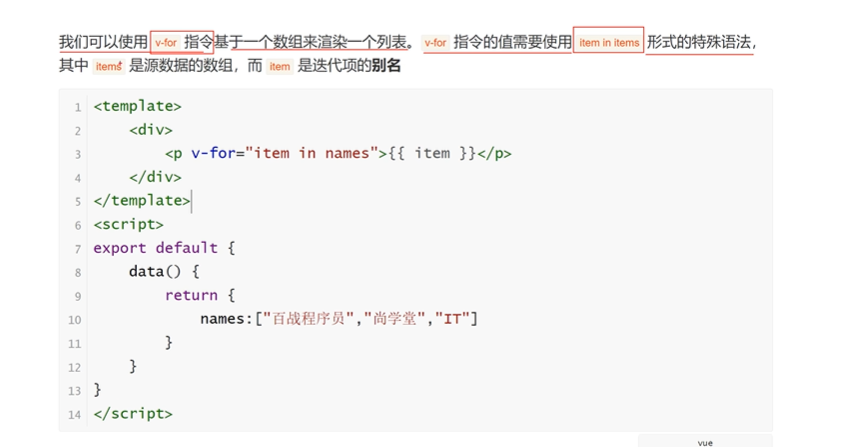 我们可以使用 v-for 指令基于一个数组来渲染一个列表。v-for 指令的值需要使用 item in items 形式的特殊语法,
其中 items 是源数据的数组，而 item 是迭代项的别名
1 <template>
2     <div>
3         <p v-for="item in names">{{ item }}</p>
4     </div>
5 </template>
6 <script>
7 export default {
8     data() {
9         return {
10             names:["百战程序员","尚学堂","IT"]
11         }
12     }
13 }
14 </script>
vue